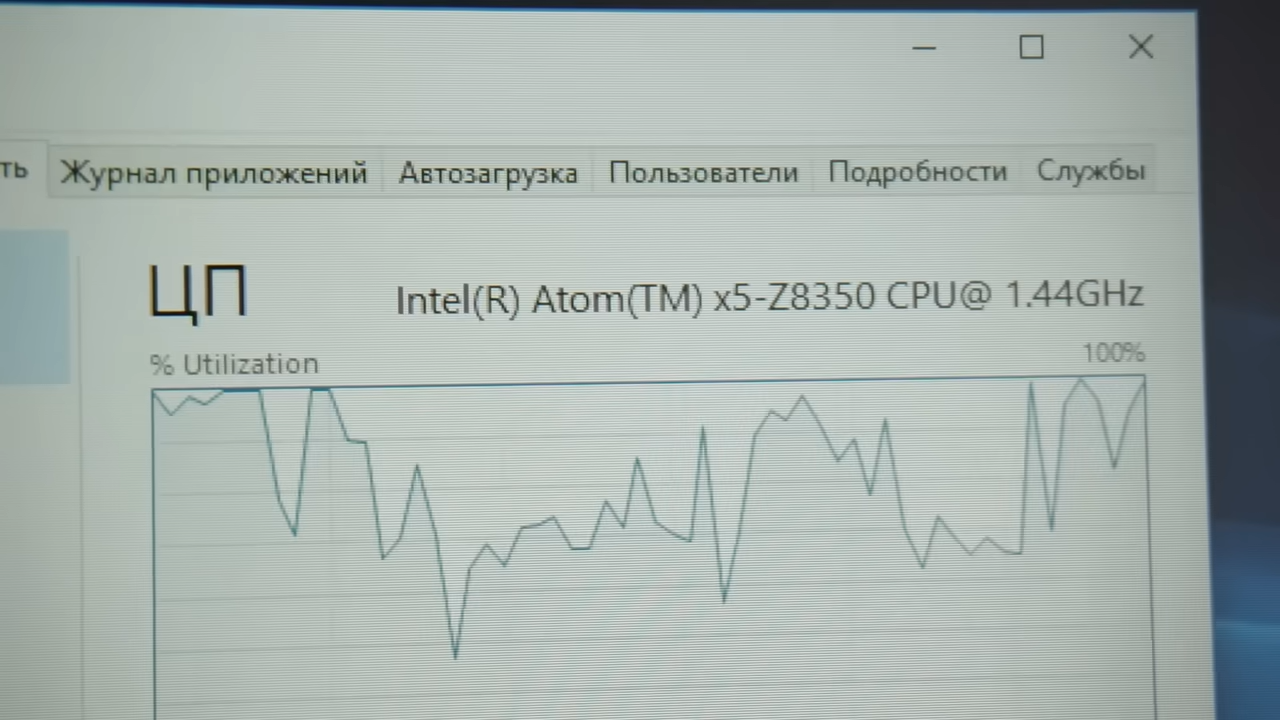 ть Журнал приложений Автозагрузка Пользователи Подробности Службы
ЦП Intel(R) Atom(TM) x5-Z8350 CPU@ 1.44GHz
% Utilization 100%